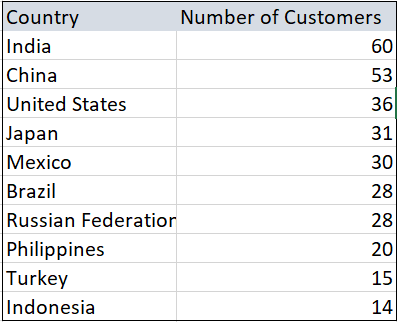 Country Number of Customers
India 60
China 53
United States 36
Japan 31
Mexico 30
Brazil 28
Russian Federation 28
Philippines 20
Turkey 15
Indonesia 14